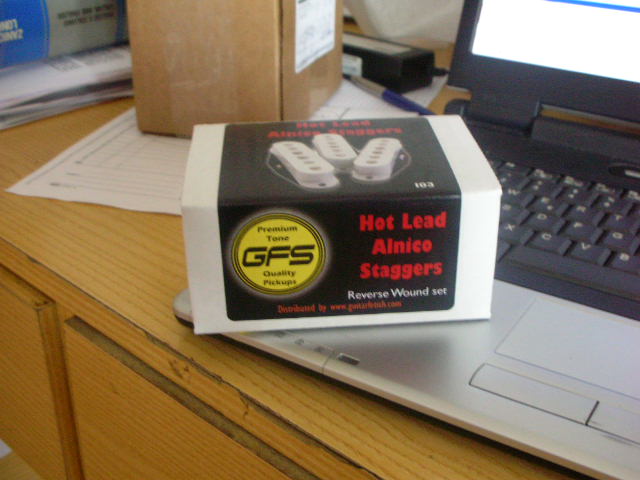 Hot Lead
Alnico Staggers
103
Premium
Tone
GFS
Quality
Pickups
Hot Lead
Alnico
Staggers
Reverse Wound set
Distributed by www.guitarfetish.com